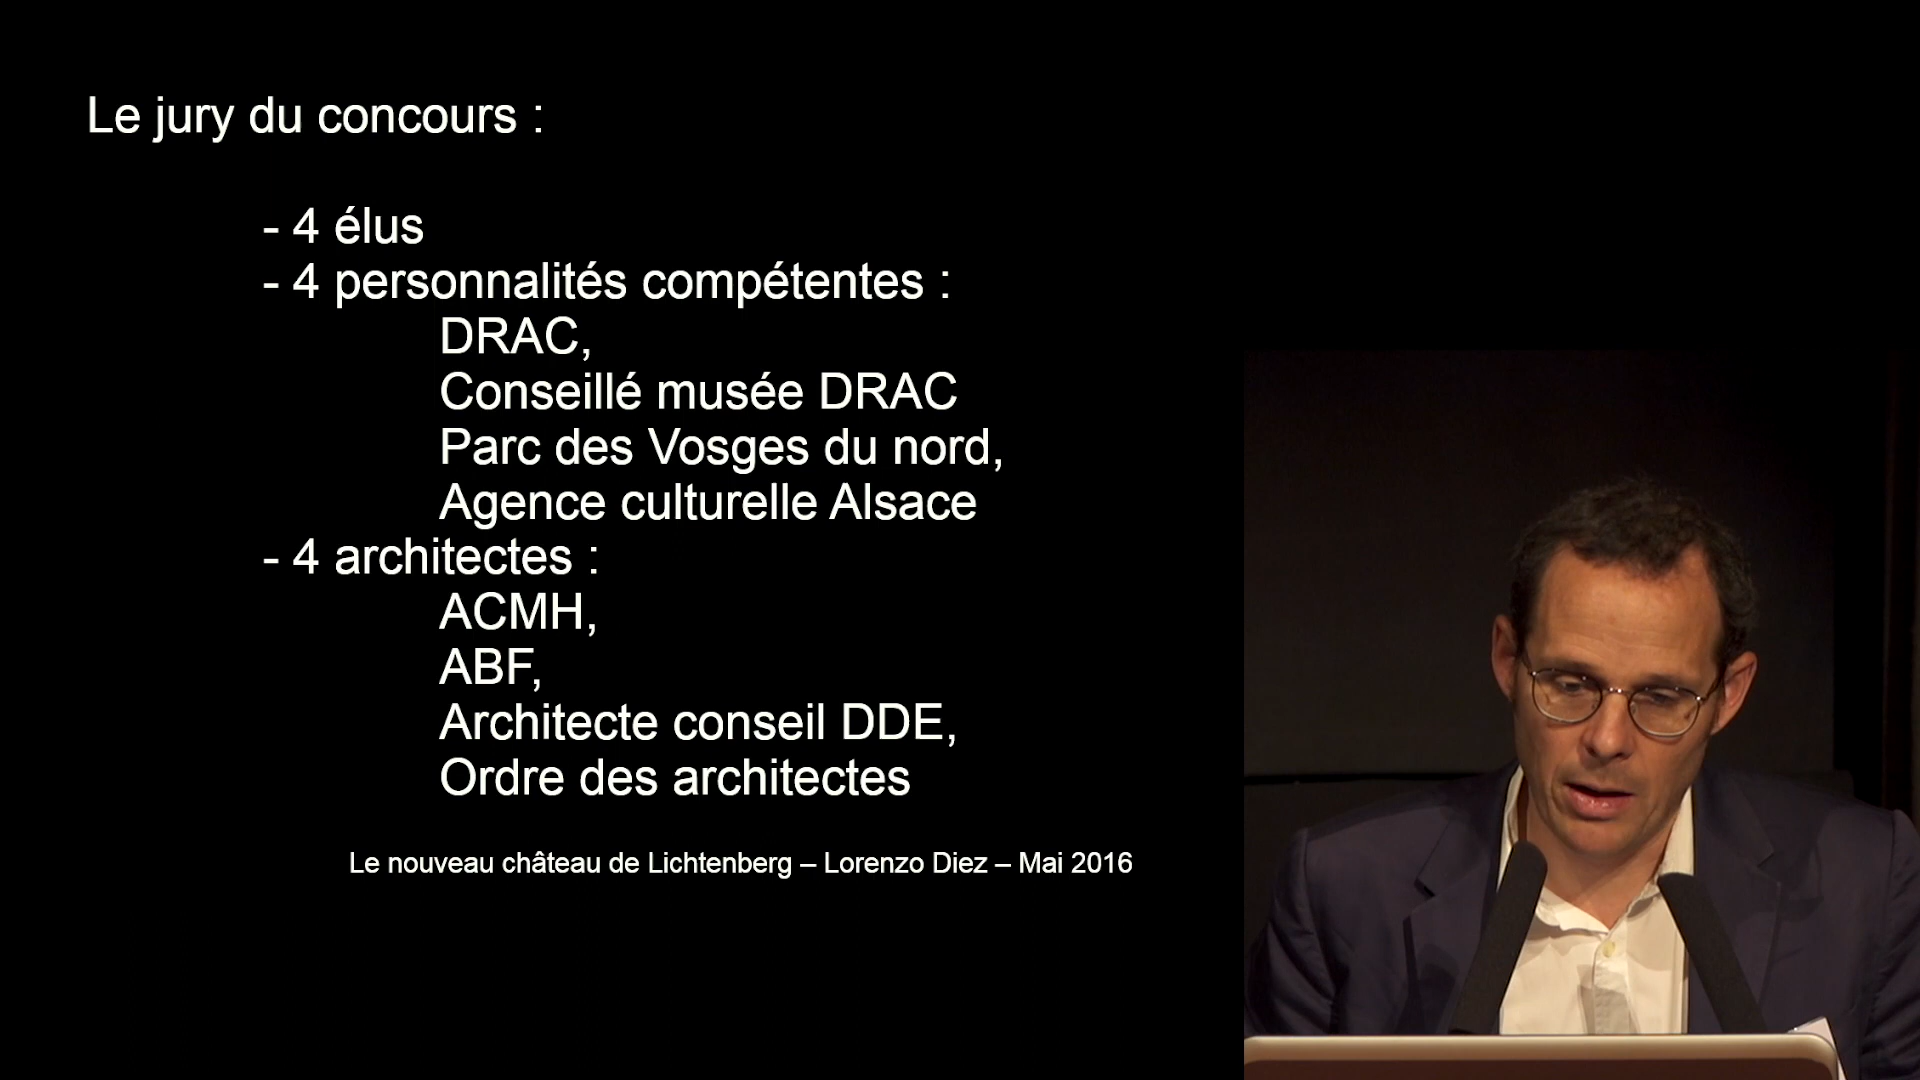 Le jury du concours :
- 4 élus
- 4 personnalités compétentes :
DRAC,
Conseillé musée DRAC
Parc des Vosges du nord,
Agence culturelle Alsace
- 4 architectes :
ACMH,
ABF,
Architecte conseil DDE,
Ordre des architectes
Le nouveau château de Lichtenberg – Lorenzo Diez – Mai 2016